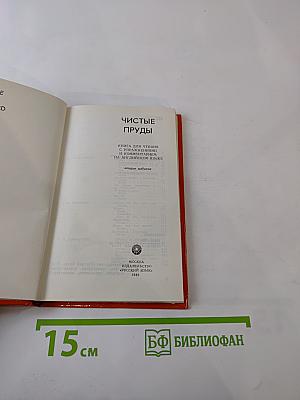 ЧИСТЫЕ
ПРУДЫ
КНИГА ДЛЯ ЧТЕНИЯ
С УПРАЖНЕНИЯМИ
И КОММЕНТАРИЕМ
НА АНГЛИЙСКОМ ЯЗЫКЕ
МОСКВА
ИЗДАТЕЛЬСТВО
«РУССКИЙ ЯЗЫК»
15 см
БФ БИБЛИОФАН